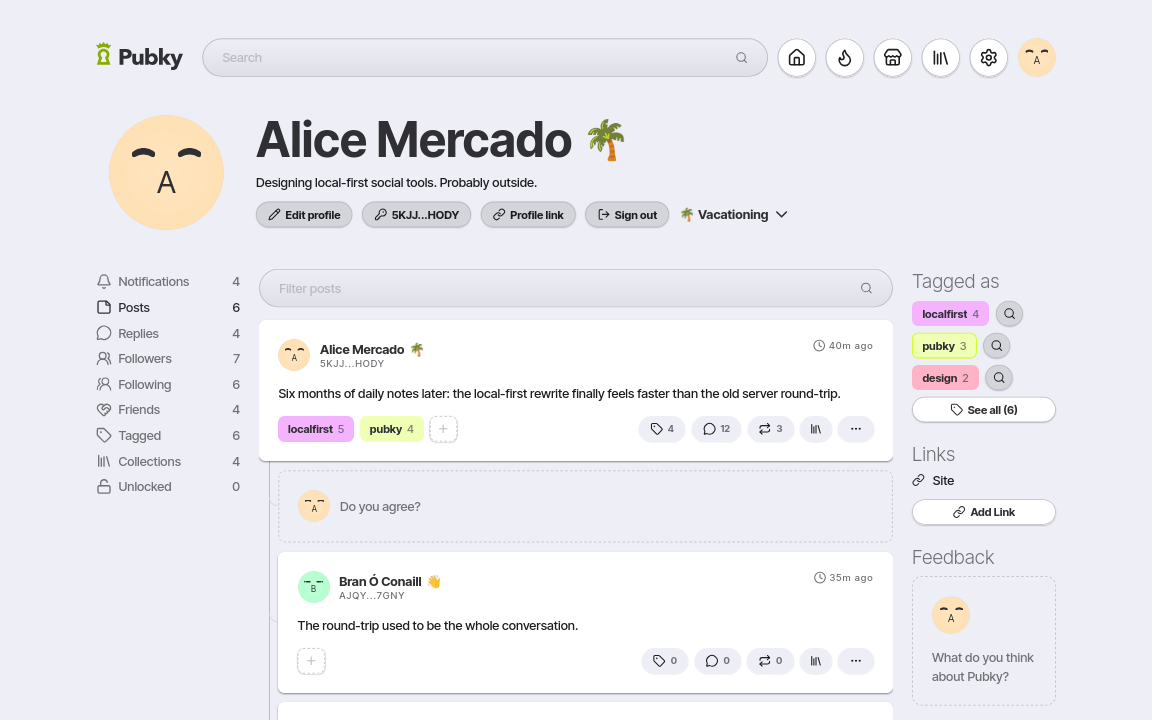 Pubky
Search
A
A
Alice Mercado 🌴
Designing local-first social tools. Probably outside.
Edit profile
5KJJ...HODY
Profile link
Sign out
🌴 Vacationing
Notifications 4
Posts 6
Replies 4
Followers 7
Following 6
Friends 4
Tagged 6
Collections 4
Unlocked 0
Filter posts
A
Alice Mercado 🌴
5KJJ...HODY
40m ago
Six months of daily notes later: the local-first rewrite finally feels faster than the old server round-trip.
localfirst 5
pubky 4
+
4
12
3
A
Do you agree?
B
Bran Ó Conaill 👋
AJQY...7GNY
35m ago
The round-trip used to be the whole conversation.
+
0
0
0
Tagged as
localfirst 4
pubky 3
design 2
See all (6)
Links
Site
Add Link
Feedback
A
What do you think
about Pubky?